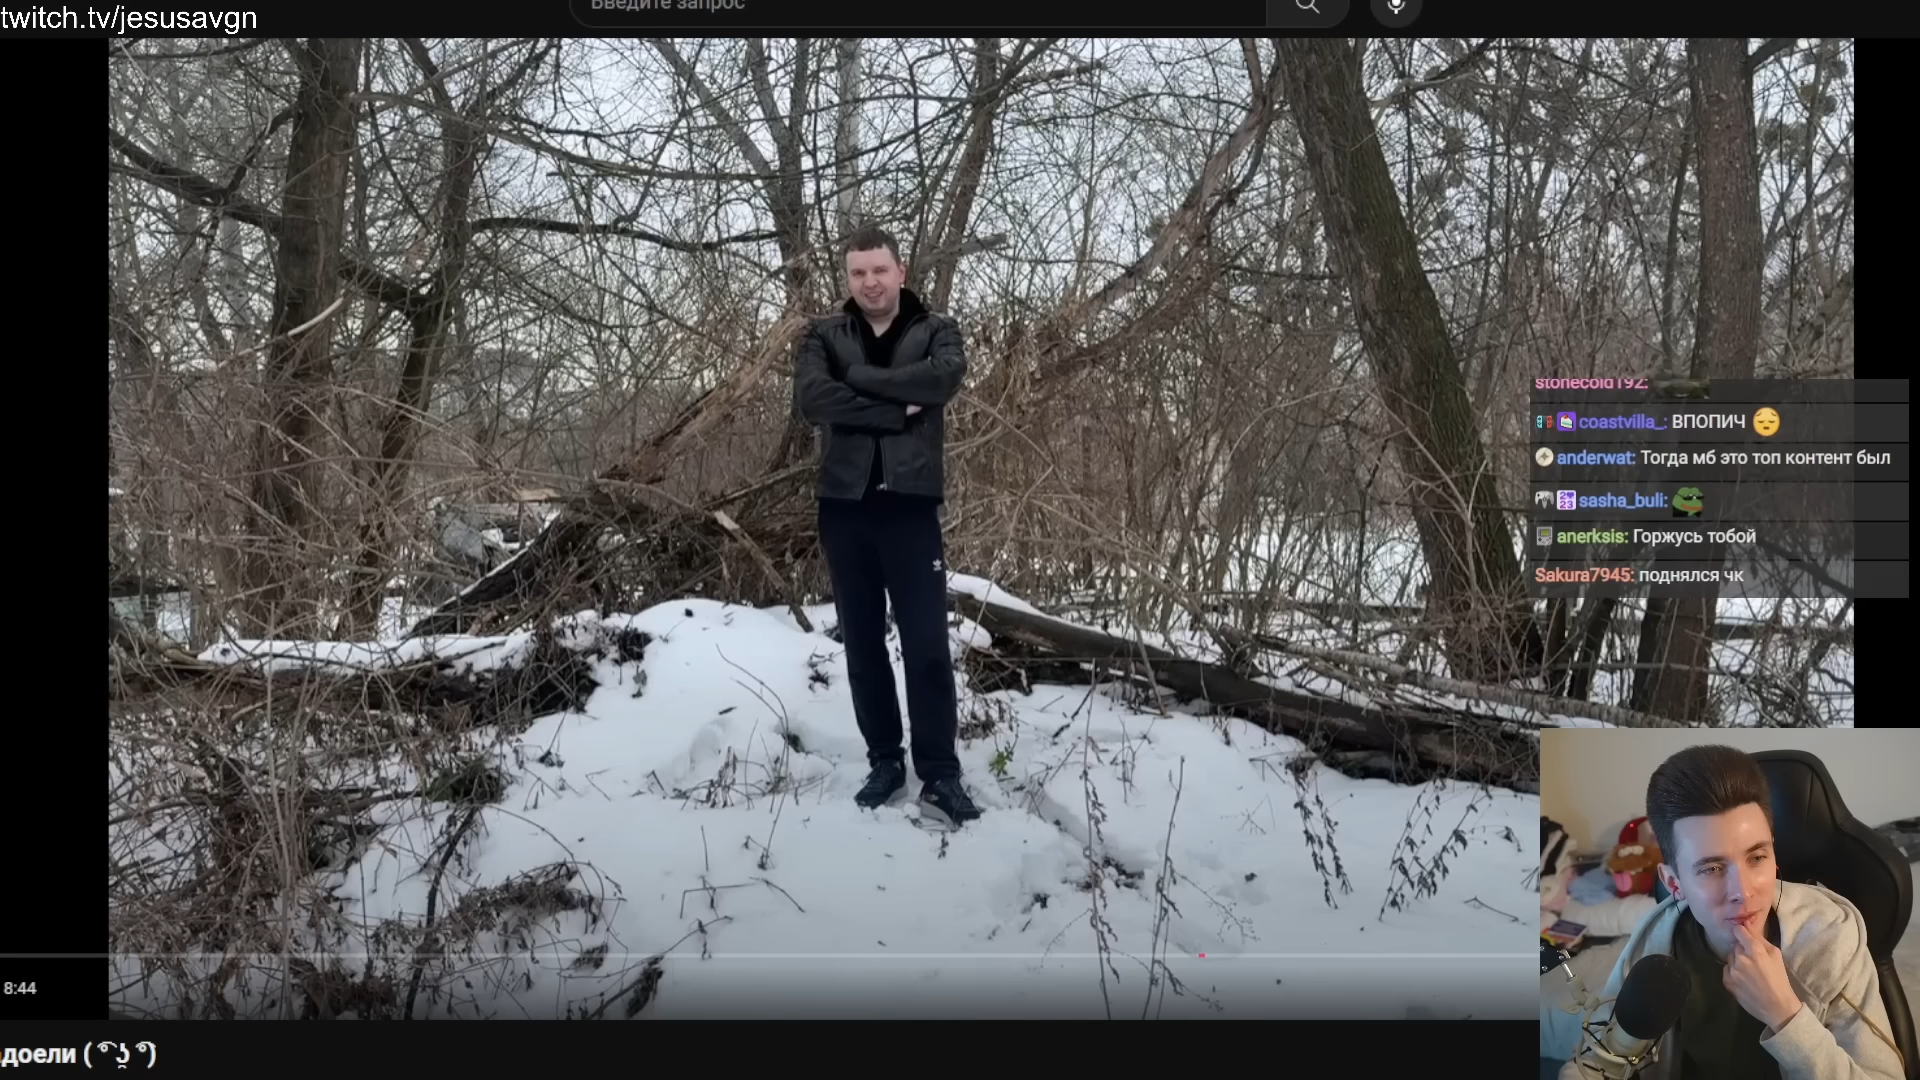 twitch.tv/jesusavgn
Введите запрос
stonecold192:
coastvilla_: ВПОПИЧ
anderwat: Тогда мб это топ контент был
sasha_buli:
anerksis: Горжусь тобой
Sakura7945: поднялся чк
8:44
доели ( ͡° ͜ʖ ͡°)